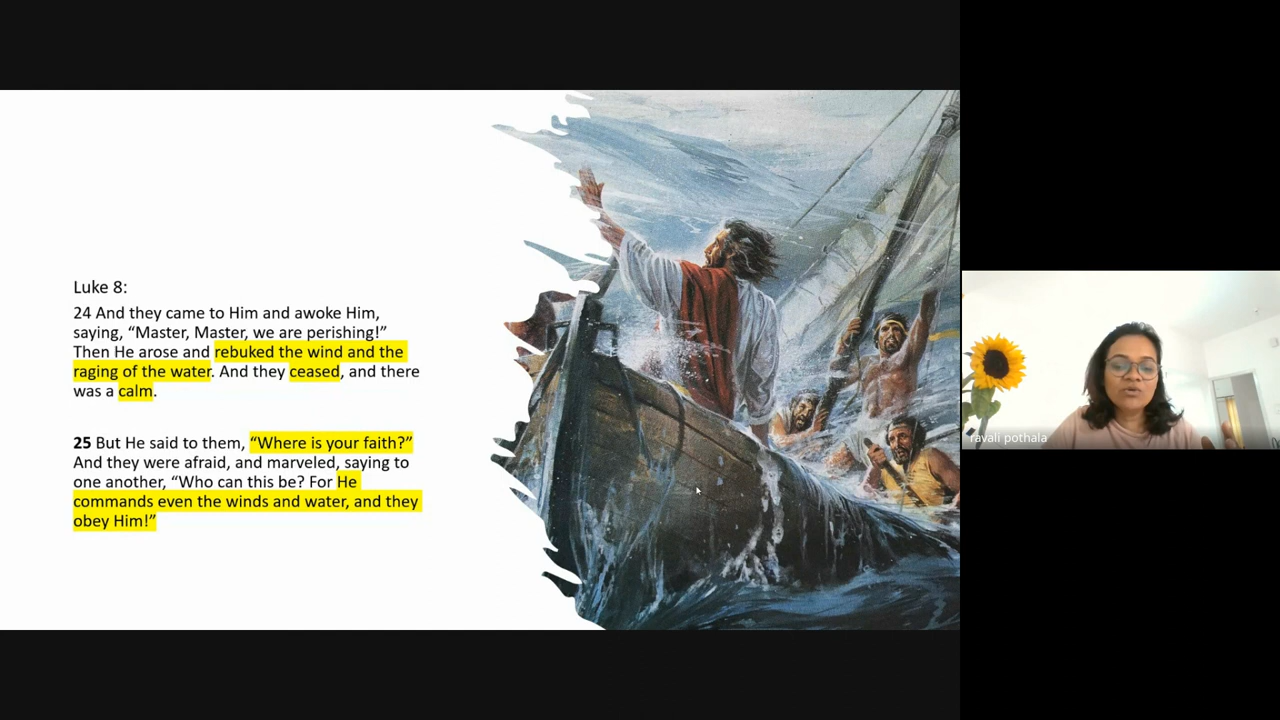 Luke 8:
24 And they came to Him and awoke Him,
saying, “Master, Master, we are perishing!”
Then He arose and rebuked the wind and the
raging of the water. And they ceased, and there
was a calm.
25 But He said to them, “Where is your faith?”
And they were afraid, and marveled, saying to
one another, “Who can this be? For He
commands even the winds and water, and they
obey Him!”
ravali pothala